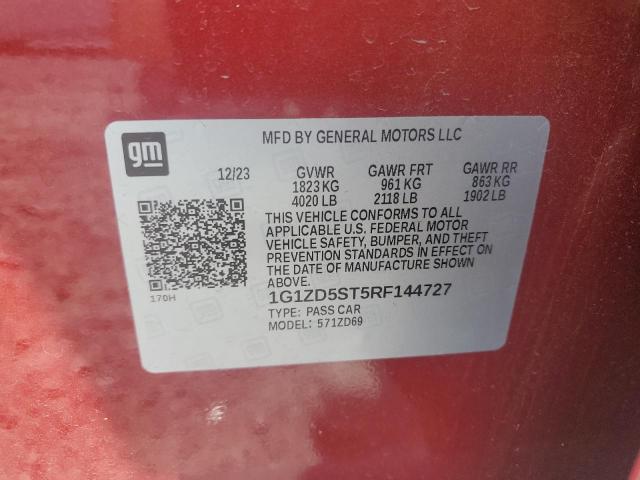 gm
MFD BY GENERAL MOTORS LLC
12/23 GVWR GAWR FRT GAWR RR
1823 KG 961 KG 863 KG
4020 LB 2118 LB 1902 LB
THIS VEHICLE CONFORMS TO ALL
APPLICABLE U.S. FEDERAL MOTOR
VEHICLE SAFETY, BUMPER, AND THEFT
PREVENTION STANDARDS IN EFFECT ON
THE DATE OF MANUFACTURE SHOWN
ABOVE.
170H
1G1ZD5ST5RF144727
TYPE: PASS CAR
MODEL: 571ZD69